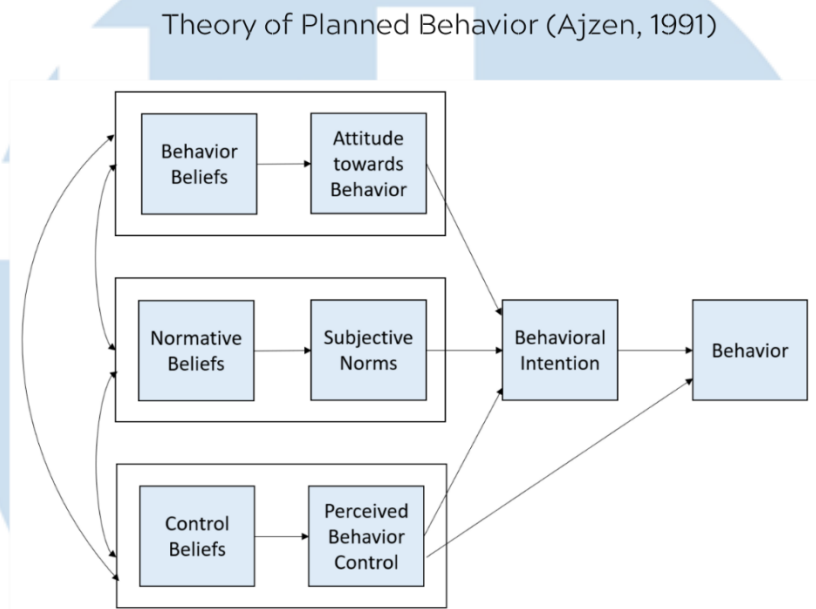 Theory of Planned Behavior (Ajzen, 1991)
Behavior
Beliefs
Attitude
towards
Behavior
Normative
Beliefs
Subjective
Norms
Behavioral
Intention
Behavior
Control
Beliefs
Perceived
Behavior
Control